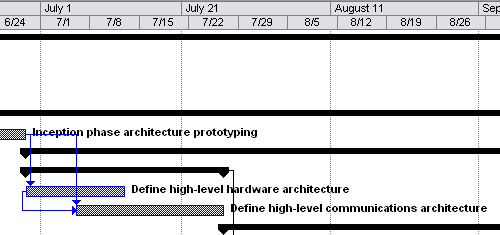 July 1 July 21 August 11 Sep
6/24 7/1 7/8 7/15 7/22 7/29 8/5 8/12 8/19 8/26
Inception phase architecture prototyping
Define high-level hardware architecture
Define high-level communications architecture